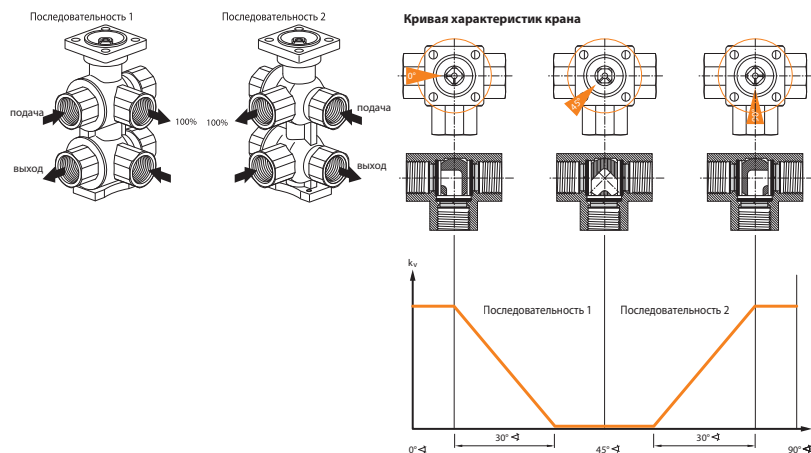 Последовательность 1
Последовательность 2
подача
100%
выход
100%
подача
выход
Кривая характеристик крана
0°
45°
90°
kv
Последовательность 1
Последовательность 2
0° ∢
30° ∢
45° ∢
30° ∢
90° ∢